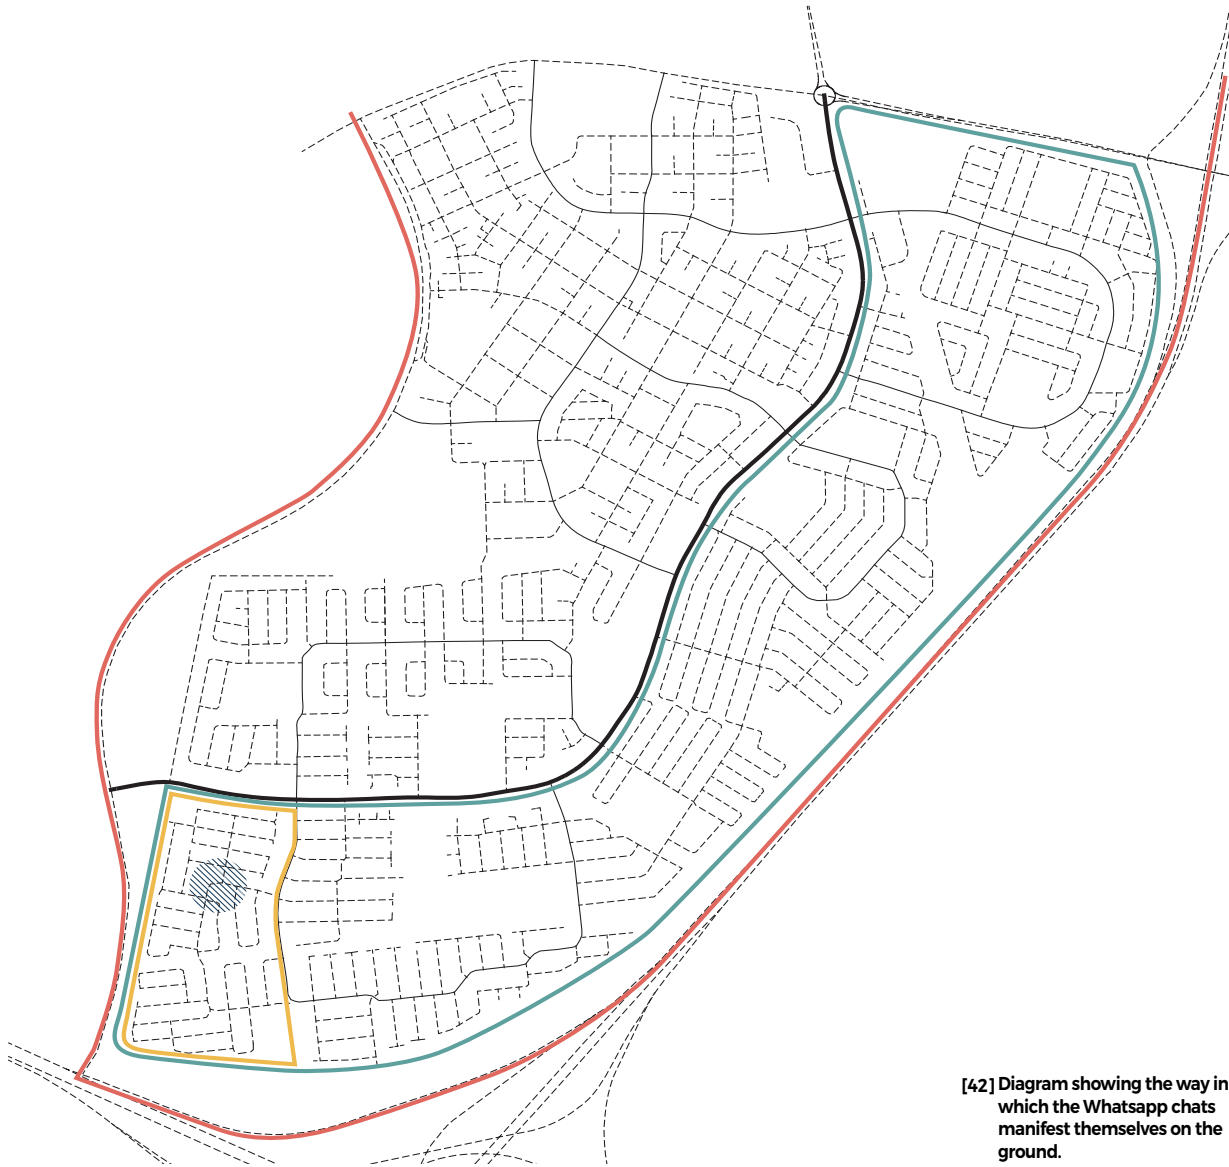 [42] Diagram showing the way in
which the Whatsapp chats
manifest themselves on the
ground.